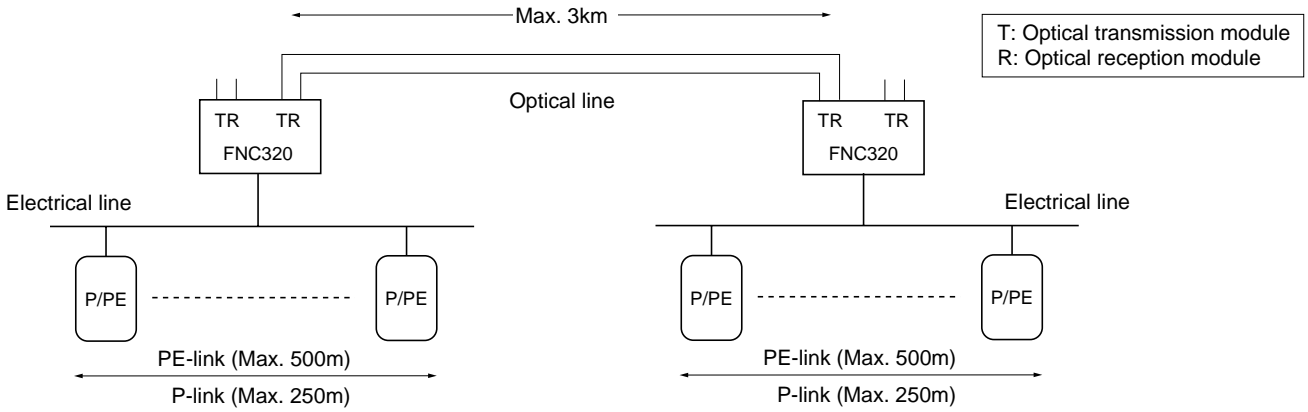 Max. 3km
T: Optical transmission module
R: Optical reception module
Optical line
TR TR
FNC320
TR TR
FNC320
Electrical line
Electrical line
P/PE
P/PE
P/PE
P/PE
PE-link (Max. 500m)
P-link (Max. 250m)
PE-link (Max. 500m)
P-link (Max. 250m)